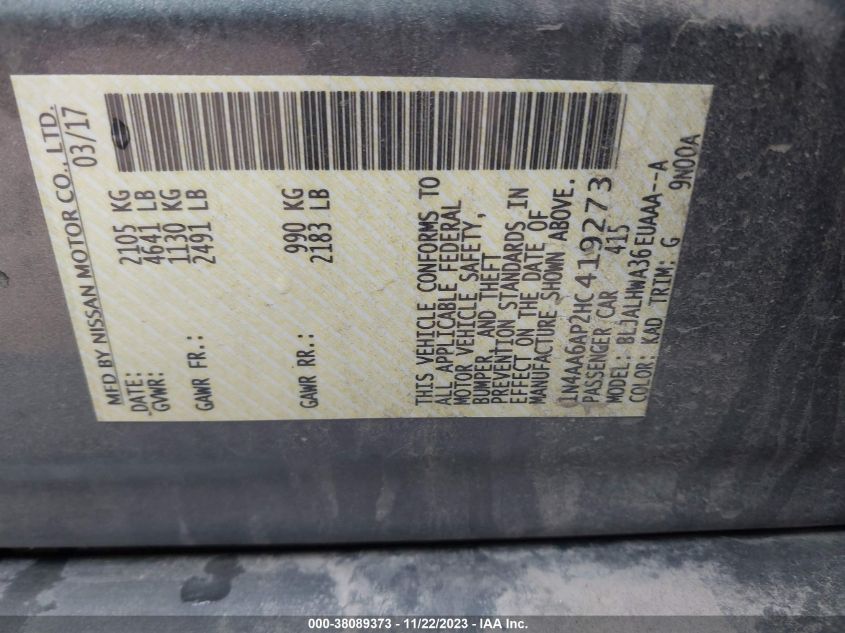 MFD BY NISSAN MOTOR CO., LTD.
DATE: 03/17
GVWR: 2105 KG
4641 LB
GAWR FR.: 1130 KG
2491 LB
GAWR RR.: 990 KG
2183 LB
THIS VEHICLE CONFORMS TO
ALL APPLICABLE FEDERAL
MOTOR VEHICLE SAFETY,
BUMPER, AND THEFT
PREVENTION STANDARDS IN
EFFECT ON THE DATE OF
MANUFACTURE SHOWN ABOVE.
1N4AA6AP2HC419273
PASSENGER CAR 415
MODEL: BLJALHWA36EUAAA--A
COLOR: KAD TRIM: G 9N00A
000-38089373 - 11/22/2023 - IAA Inc.